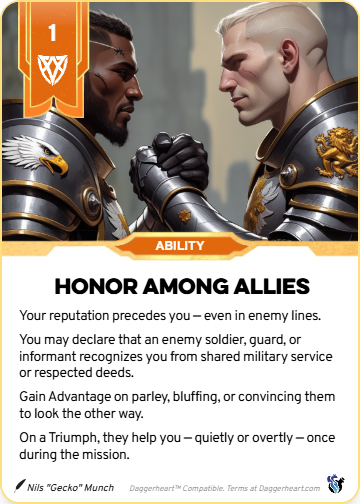 1
ABILITY
HONOR AMONG ALLIES
Your reputation precedes you – even in enemy lines.
You may declare that an enemy soldier, guard, or
informant recognizes you from shared military service
or respected deeds.
Gain Advantage on parley, bluffing, or convincing them
to look the other way.
On a Triumph, they help you – quietly or overtly – once
during the mission.
Nils "Gecko" Munch
Daggerheart™ Compatible. Terms at Daggerheart.com